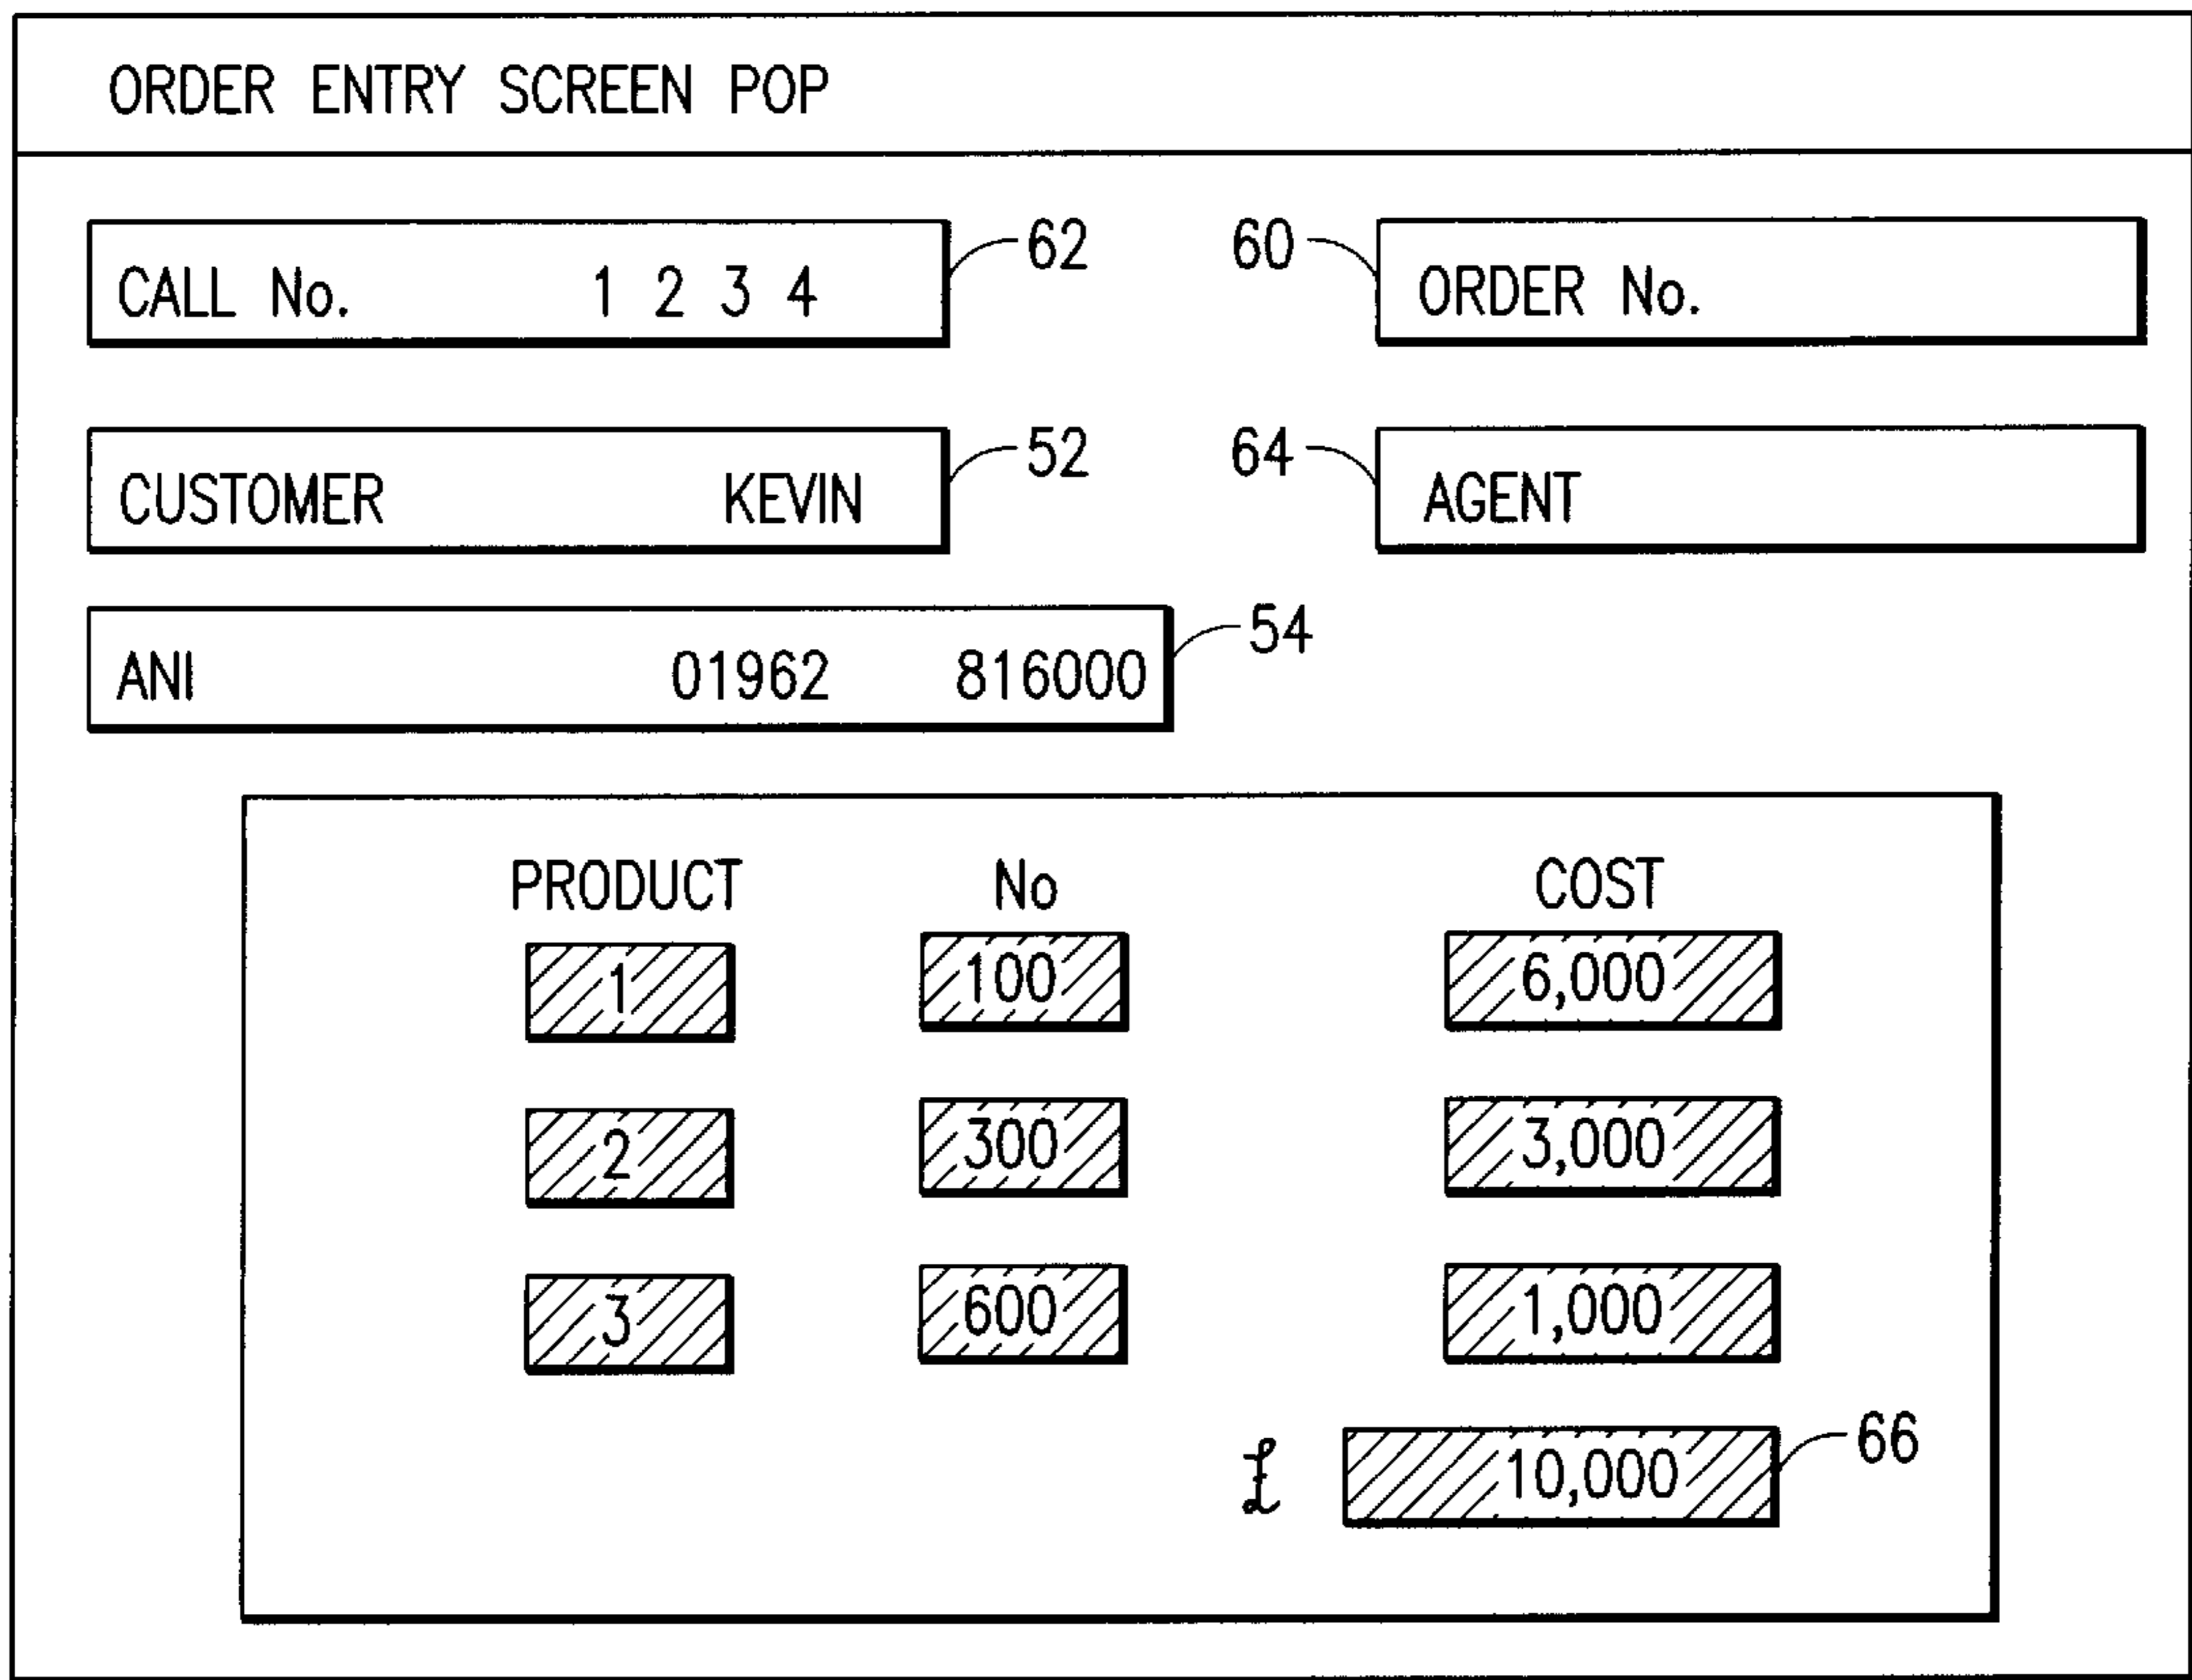 ORDER ENTRY SCREEN POP
CALL No. 1 2 3 4 62 60 ORDER No.
CUSTOMER KEVIN 52 64 AGENT
ANI 01962 816000 54
PRODUCT No COST
1 100 6,000
2 300 3,000
3 600 1,000
£ 10,000 66